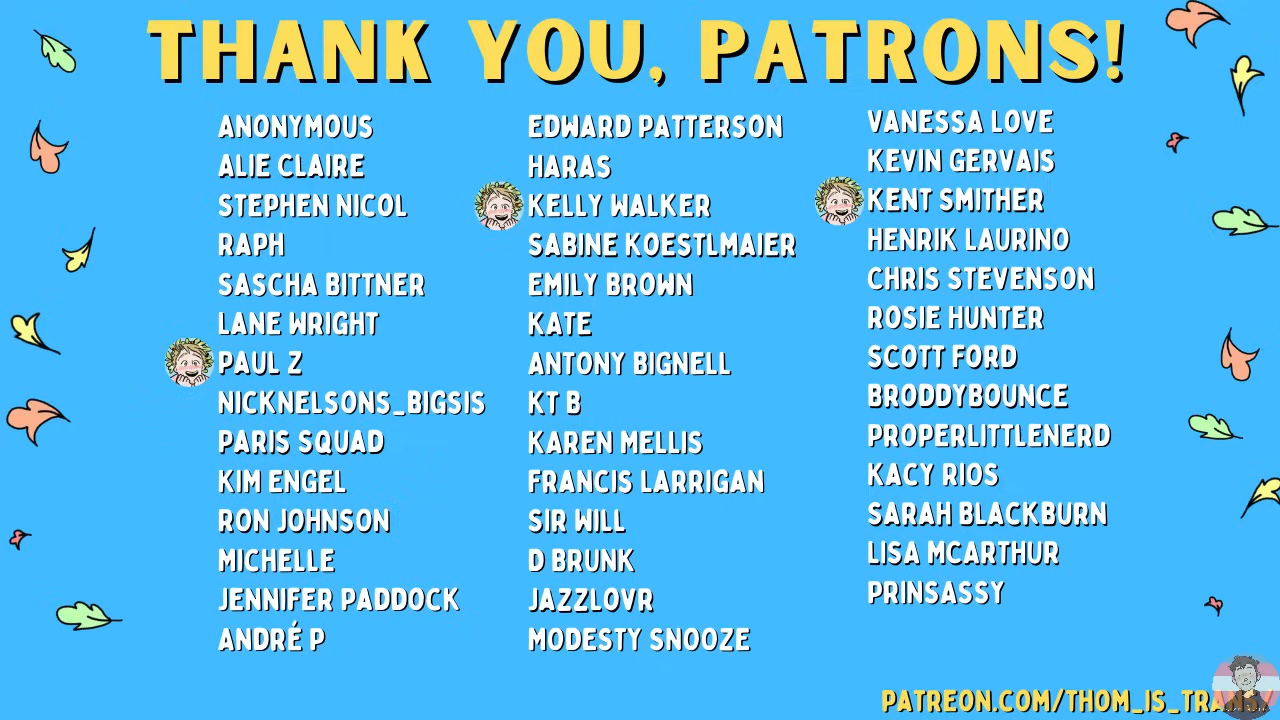 THANK YOU, PATRONS!
ANONYMOUS
ALIE CLAIRE
STEPHEN NICOL
RAPH
SASCHA BITTNER
LANE WRIGHT
PAUL Z
NICKNELSONS_BIGSIS
PARIS SQUAD
KIM ENGEL
RON JOHNSON
MICHELLE
JENNIFER PADDOCK
ANDRÉ P
EDWARD PATTERSON
HARAS
KELLY WALKER
SABINE KOESTLMAIER
EMILY BROWN
KATE
ANTONY BIGNELL
KT B
KAREN MELLIS
FRANCIS LARRIGAN
SIR WILL
D BRUNK
JAZZLOVR
MODESTY SNOOZE
VANESSA LOVE
KEVIN GERVAIS
KENT SMITHER
HENRIK LAURINO
CHRIS STEVENSON
ROSIE HUNTER
SCOTT FORD
BRODDYBOUNCE
PROPERLITTLENERD
KACY RIOS
SARAH BLACKBURN
LISA MCARTHUR
PRINSASSY